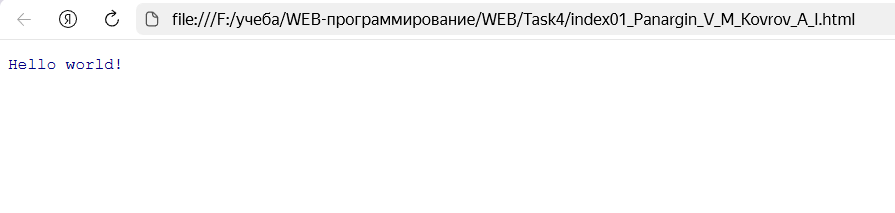 Я file:///F:/учеба/WEB-программирование/WEB/Task4/index01_Panargin_V_M_Kovrov_A_I.html
Hello world!